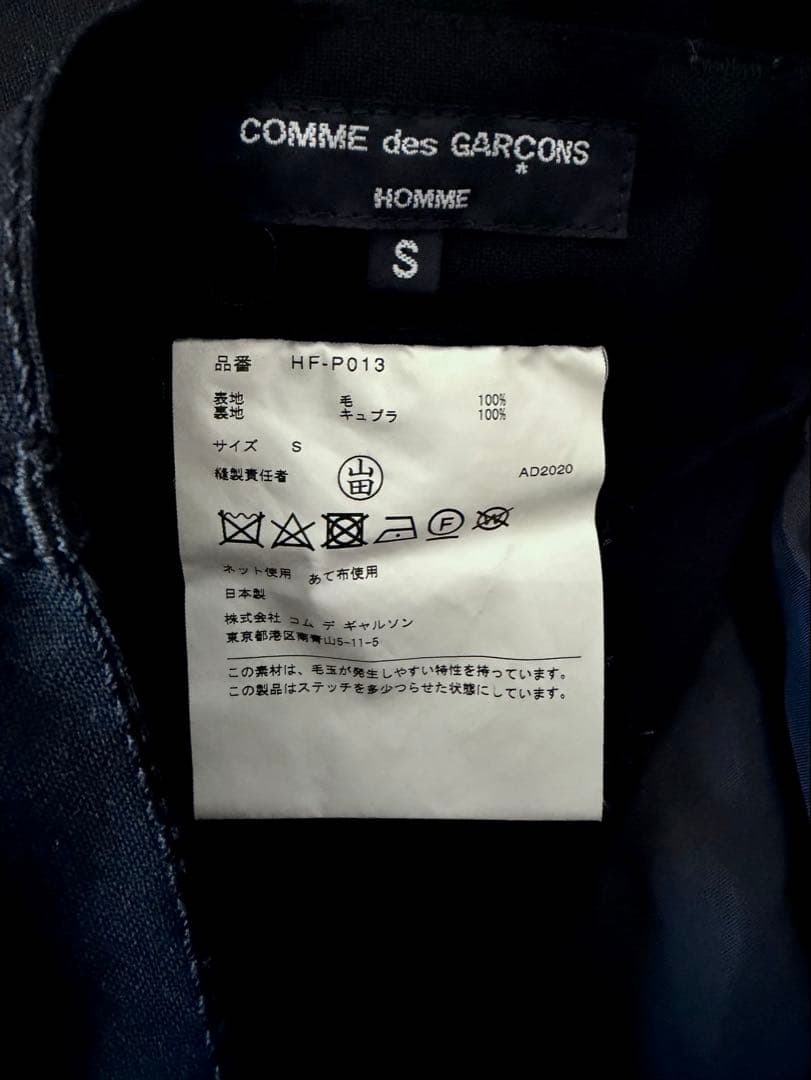 COMME des GARÇONS
HOMME
S
品番 HF-P013
表地 毛 100%
裏地 キュプラ 100%
サイズ S
縫製責任者 山田 AD2020
F W
ネット使用 あて布使用
日本製
株式会社 コム デ ギャルソン
東京都港区南青山5-11-5
この素材は、毛玉が発生しやすい特性を持っています。
この製品はステッチを多少つらせた状態にしています。